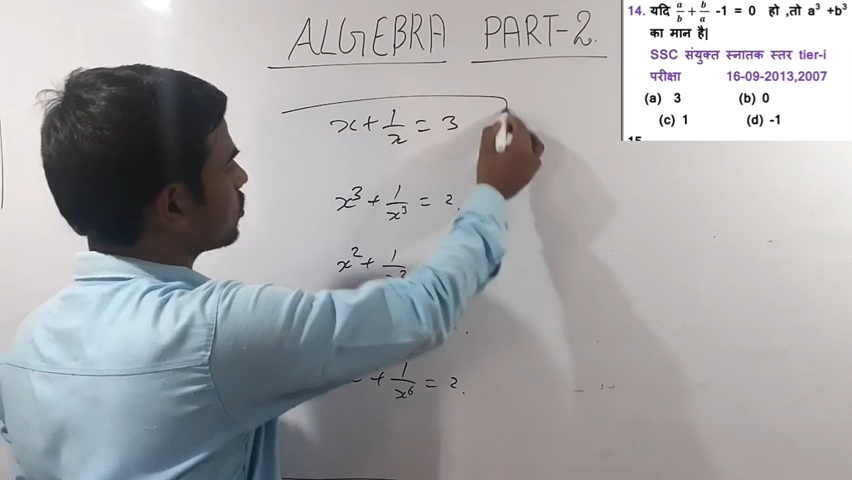 ALGEBRA PART-2.
x + 1/x = 3
x³ + 1/x³ = 2.
x² + 1/
+ 1/x⁶ = 2.
14. यदि a/b + b/a -1 = 0 हो ,तो a³ +b³
का मान है|
SSC संयुक्त स्नातक स्तर tier-i
परीक्षा 16-09-2013,2007
(a) 3 (b) 0
(c) 1 (d) -1